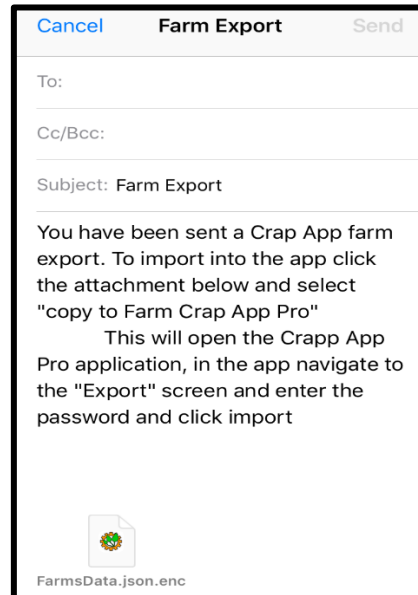 Cancel Farm Export Send
To:
Cc/Bcc:
Subject: Farm Export
You have been sent a Crap App farm
export. To import into the app click
the attachment below and select
"copy to Farm Crap App Pro"
This will open the Crapp App
Pro application, in the app navigate to
the "Export" screen and enter the
password and click import
FarmsData.json.enc